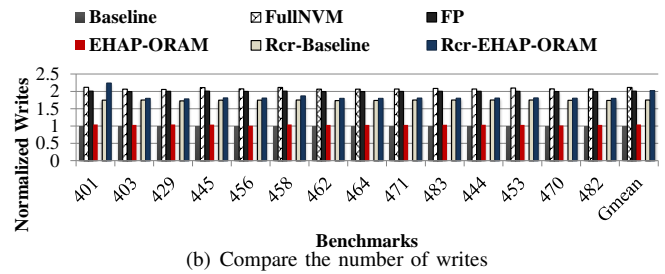 Baseline FullNVM FP
EHAP-ORAM Rcr-Baseline Rcr-EHAP-ORAM
Normalized Writes
2.5
2
1.5
1
0.5
0
401 403 429 445 456 458 462 464 471 483 444 453 470 482 Gmean
Benchmarks
(b) Compare the number of writes